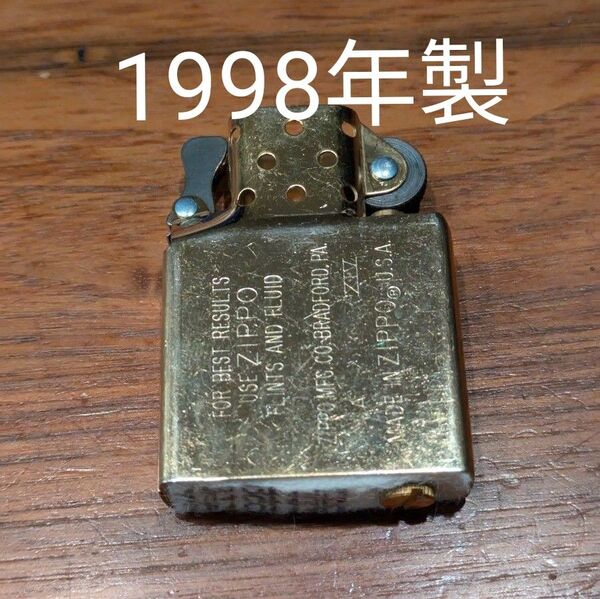 1998年製
FOR BEST RESULTS
USE ZIPPO
FLINTS AND FLUID
ZIPPO MFG. CO. BRADFORD, PA.
XIV
MADE IN ZIPPO ® U.S.A.